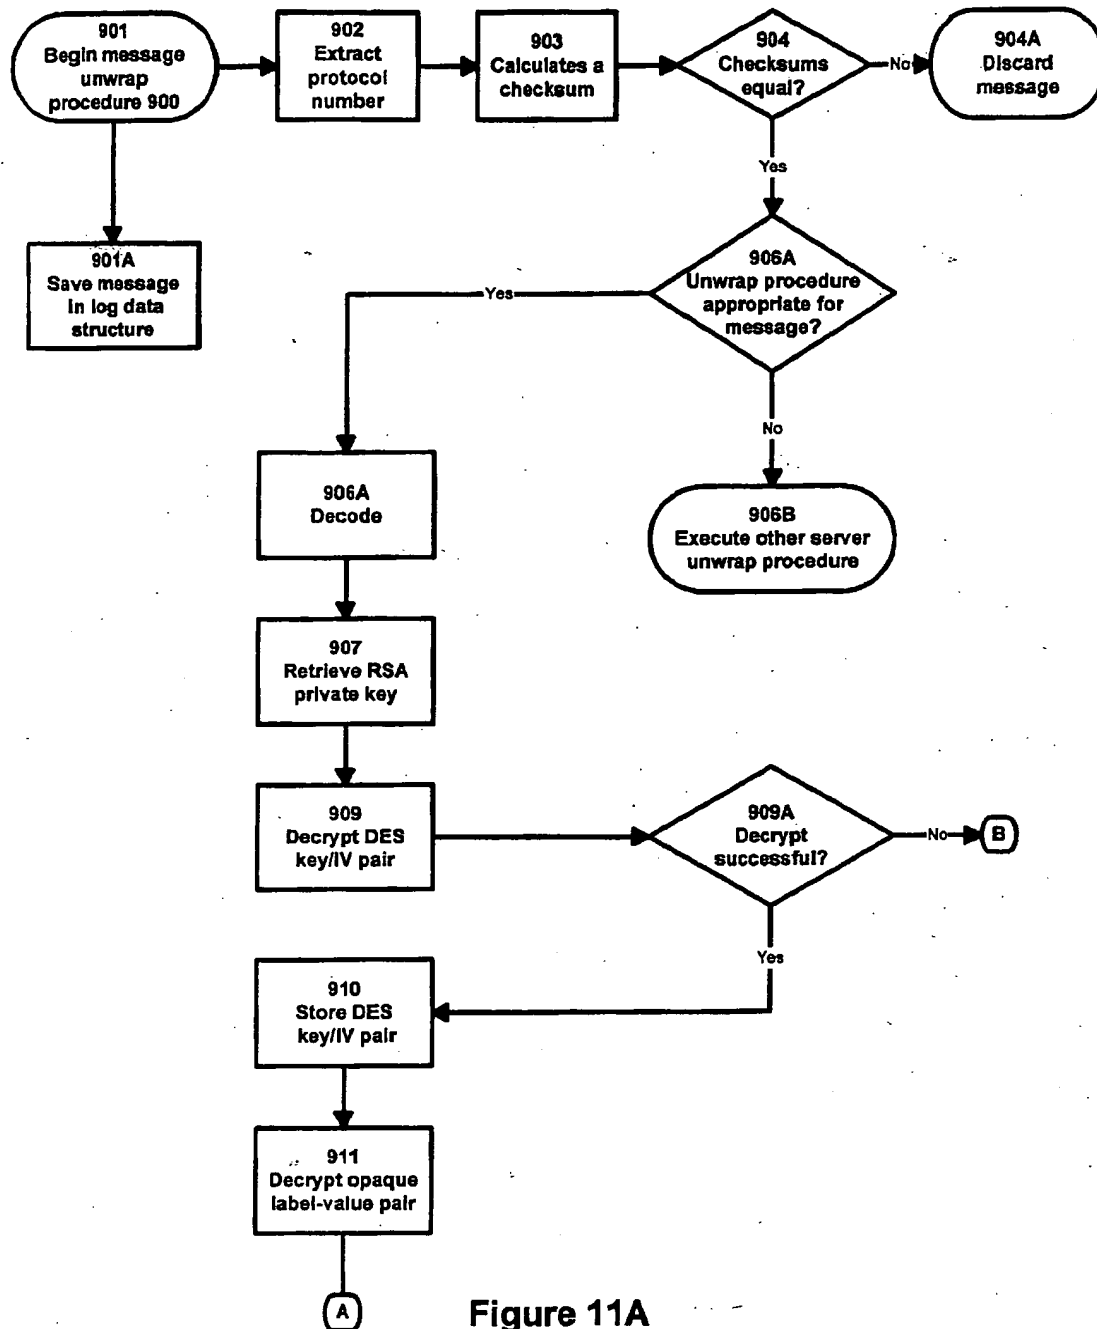 901
Begin message
unwrap
procedure 900
902
Extract
protocol
number
903
Calculates a
checksum
904
Checksums
equal?
No
904A
Discard
message
Yes
901A
Save message
in log data
structure
906A
Unwrap procedure
appropriate for
message?
Yes
No
906A
Decode
906B
Execute other server
unwrap procedure
907
Retrieve RSA
private key
909
Decrypt DES
key/IV pair
909A
Decrypt
successful?
No
B
Yes
910
Store DES
key/IV pair
911
Decrypt opaque
label-value pair
A
Figure 11A